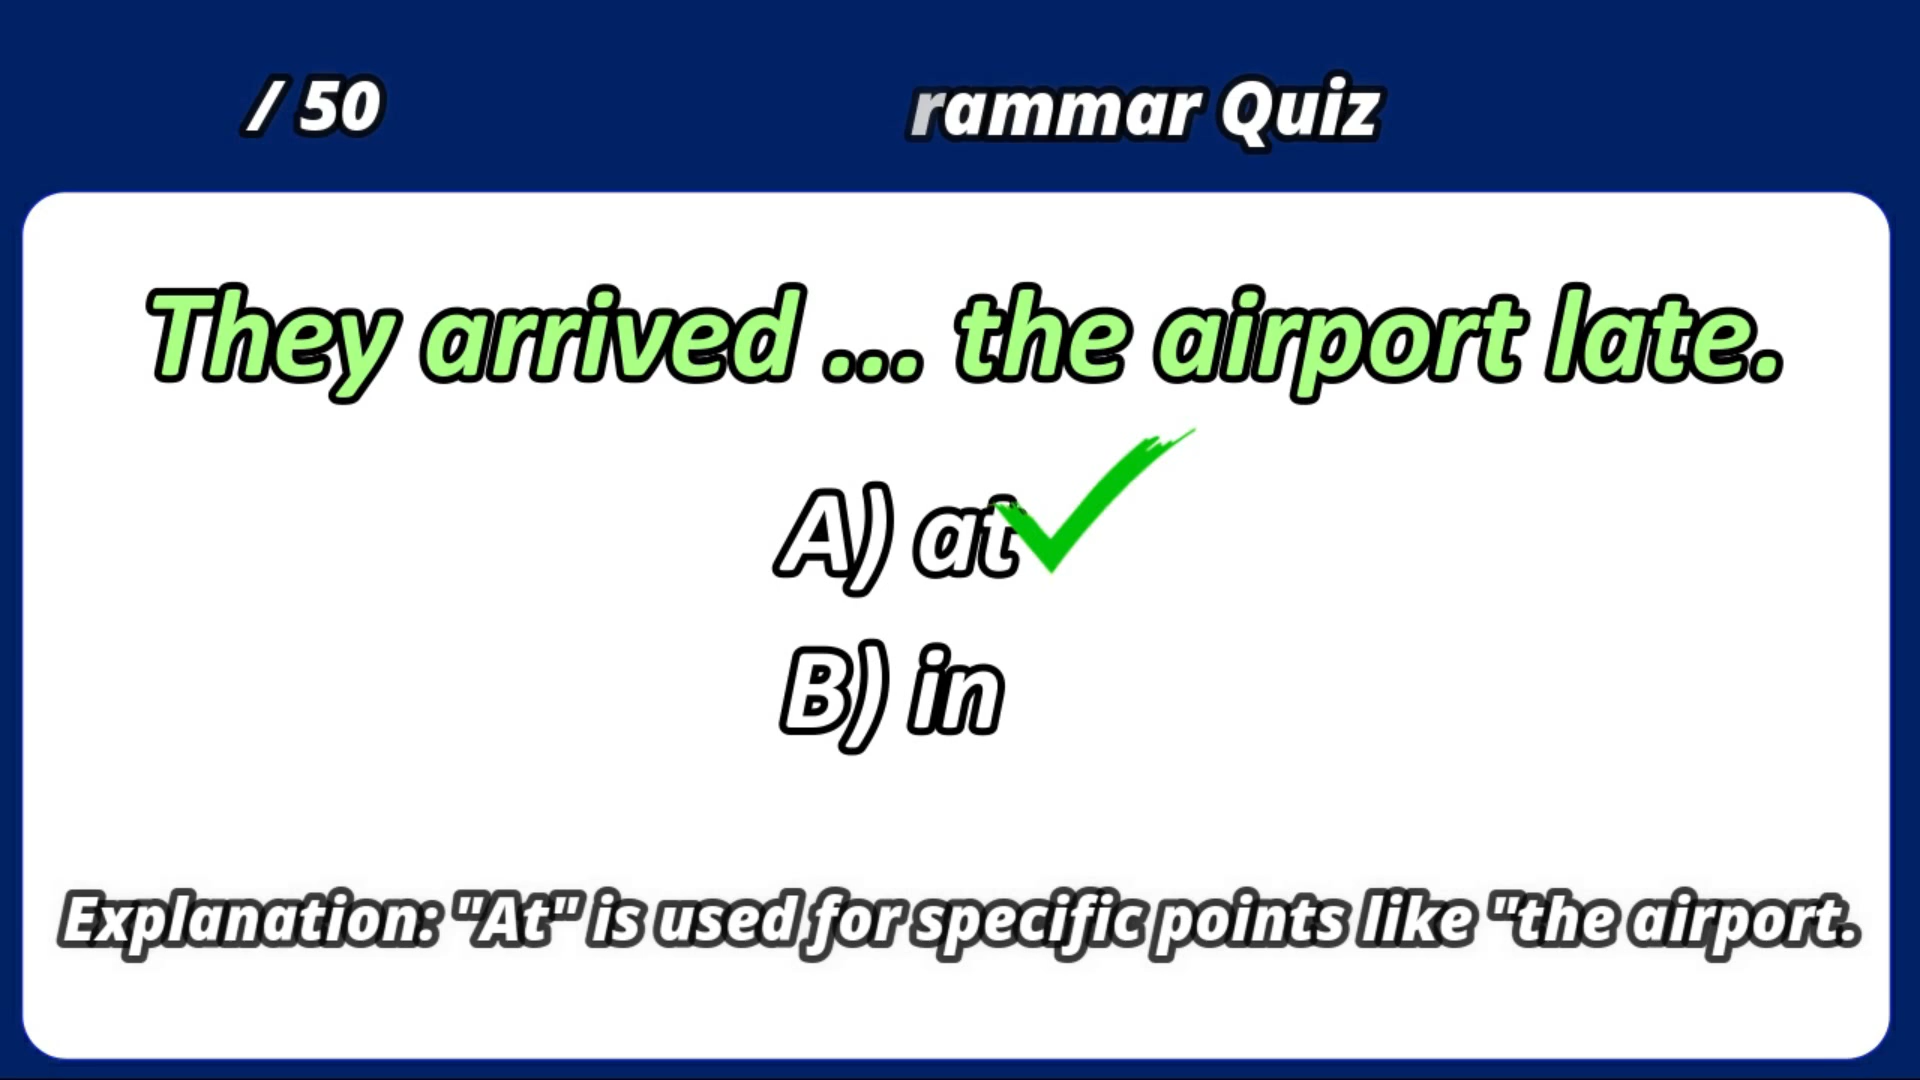 / 50
rammar Quiz
They arrived ... the airport late.
A) at
B) in
Explanation: "At" is used for specific points like "the airport.